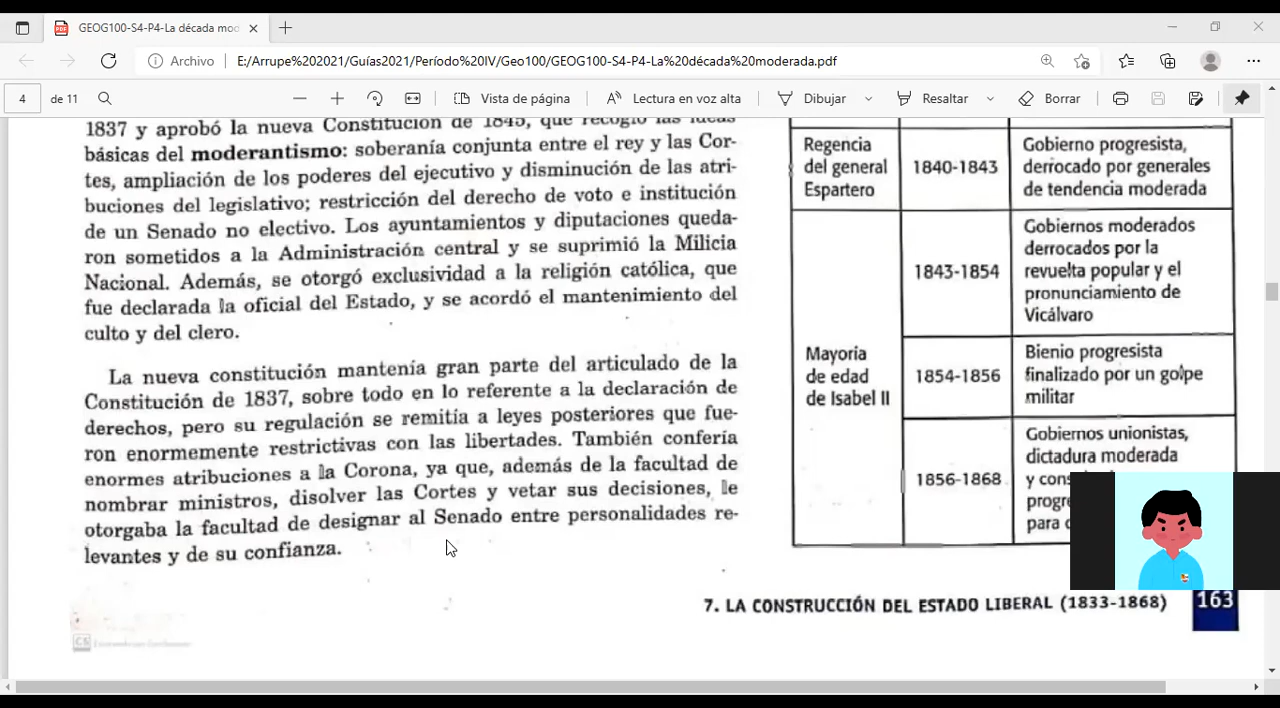 GEOG100-S4-P4-La década mod
E:/Arrupe%202021/Guías2021/Período%20IV/Geo100/GEOG100-S4-P4-La%20década%20moderada.pdf
Archivo
4 de 11
Vista de página
Lectura en voz alta
Dibujar
Resaltar
Borrar
1837 y aprobó la nueva Constitución de 1845, que recogió las ideas
básicas del moderantismo: soberanía conjunta entre el rey y las Cor-
tes, ampliación de los poderes del ejecutivo y disminución de las atri-
buciones del legislativo; restricción del derecho de voto e institución
de un Senado no electivo. Los ayuntamientos y diputaciones queda-
ron sometidos a la Administración central y se suprimió la Milicia
Nacional. Además, se otorgó exclusividad a la religión católica, que
fue declarada la oficial del Estado, y se acordó el mantenimiento del
culto y del clero.
La nueva constitución mantenía gran parte del articulado de la
Constitución de 1837, sobre todo en lo referente a la declaración de
derechos, pero su regulación se remitía a leyes posteriores que fue-
ron enormemente restrictivas con las libertades. También confería
enormes atribuciones a la Corona, ya que, además de la facultad de
nombrar ministros, disolver las Cortes y vetar sus decisiones, le
otorgaba la facultad de designar al Senado entre personalidades re-
levantes y de su confianza.
Regencia
del general
Espartero
1840-1843
Gobierno progresista,
derrocado por generales
de tendencia moderada
Mayoría
de edad
de Isabel II
1843-1854
Gobiernos moderados
derrocados por la
revuelta popular y el
pronunciamiento de
Vicálvaro
1854-1856
Bienio progresista
finalizado por un golpe
militar
1856-1868
Gobiernos unionistas,
dictadura moderada
y cons
progre
para
7. LA CONSTRUCCIÓN DEL ESTADO LIBERAL (1833-1868) 163
CS